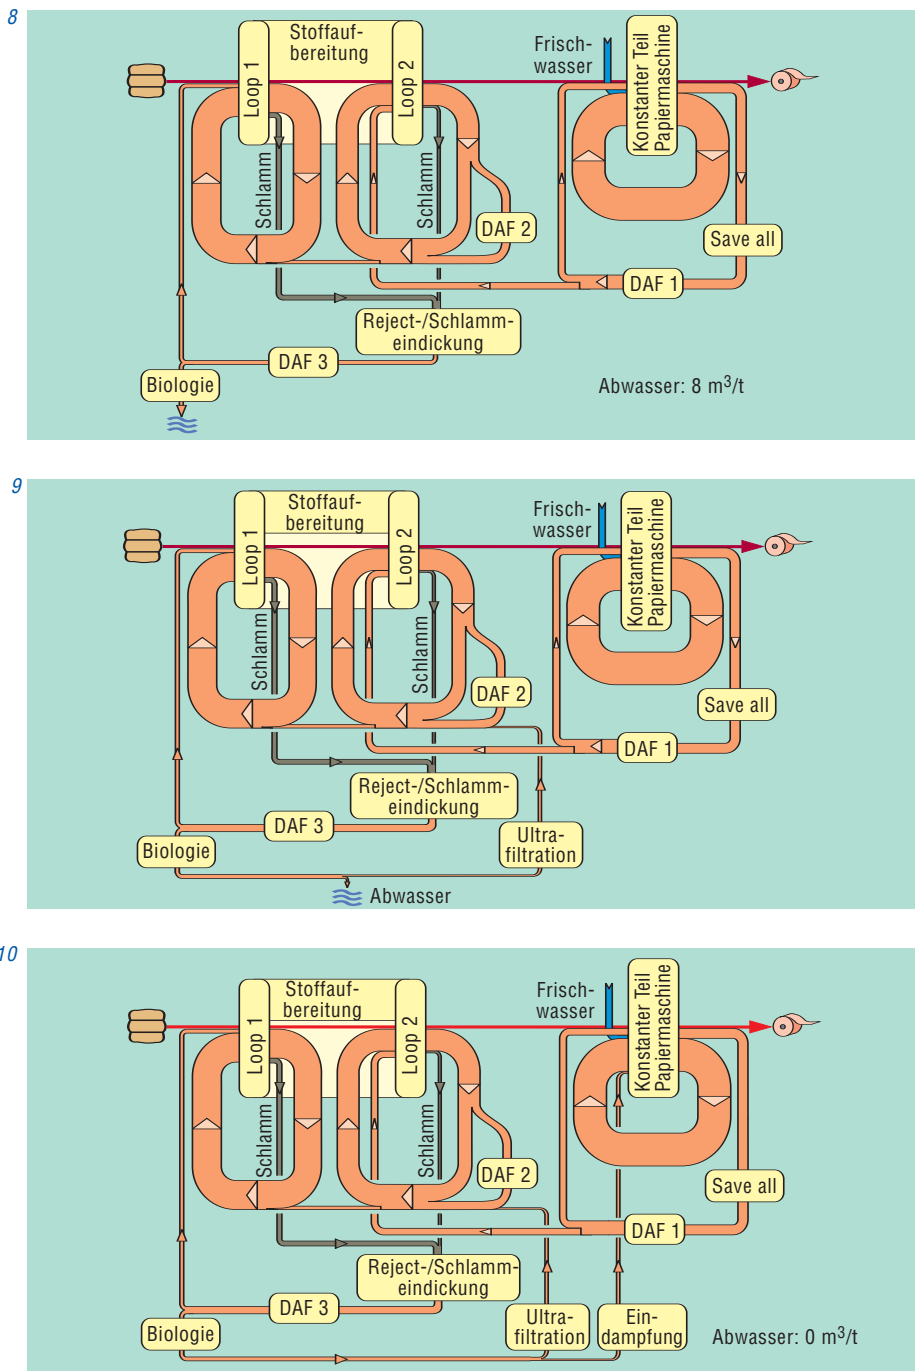 8
Stoffauf-
bereitung
Loop 1
Loop 2
Frisch-
wasser
Konstanter Teil
Papiermaschine
Schlamm
Schlamm
DAF 2
Save all
DAF 1
Reject-/Schlamm-
eindickung
DAF 3
Biologie
Abwasser: 8 m³/t
9
Stoffauf-
bereitung
Loop 1
Loop 2
Frisch-
wasser
Konstanter Teil
Papiermaschine
Schlamm
Schlamm
DAF 2
Save all
DAF 1
Reject-/Schlamm-
eindickung
DAF 3
Ultra-
filtration
Biologie
Abwasser
10
Stoffauf-
bereitung
Loop 1
Loop 2
Frisch-
wasser
Konstanter Teil
Papiermaschine
Schlamm
Schlamm
DAF 2
Save all
DAF 1
Reject-/Schlamm-
eindickung
DAF 3
Biologie
Ultra-
filtration
Ein-
dampfung
Abwasser: 0 m³/t